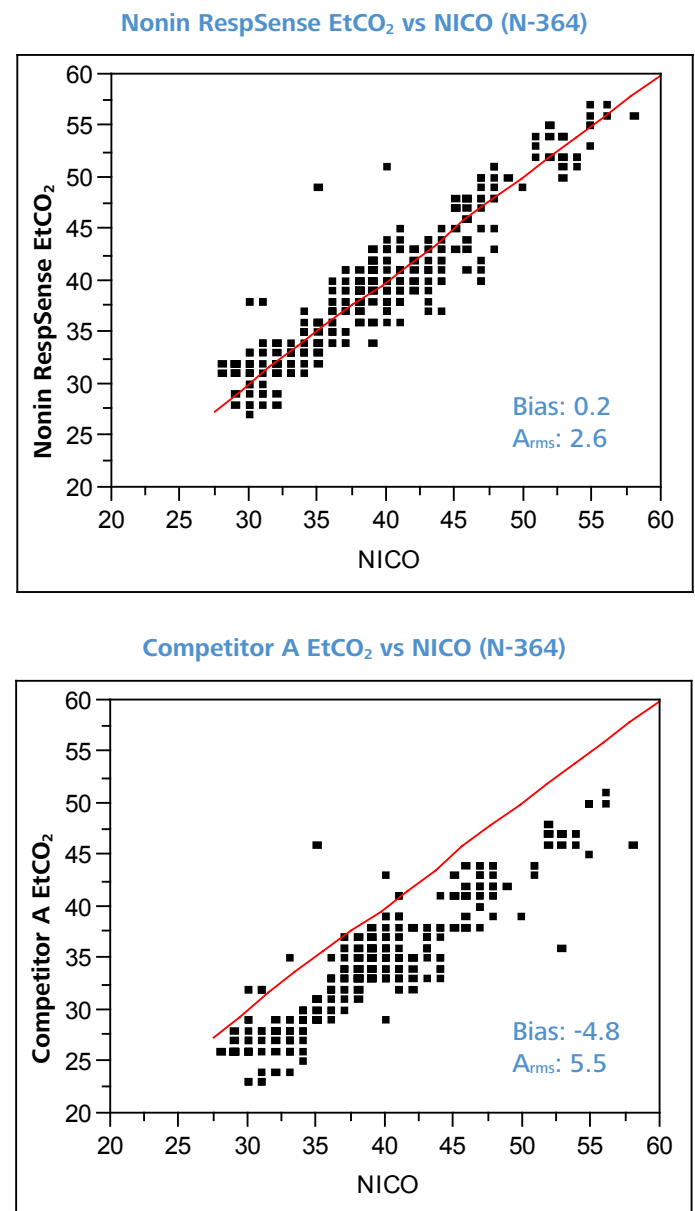 Nonin RespSense EtCO₂ vs NICO (N-364)
60
55
50
45
40
35
30
25
20
Nonin RespSense EtCO₂
Bias: 0.2
Arms: 2.6
20 25 30 35 40 45 50 55 60
NICO
Competitor A EtCO₂ vs NICO (N-364)
60
55
50
45
40
35
30
25
20
Competitor A EtCO₂
Bias: -4.8
Arms: 5.5
20 25 30 35 40 45 50 55 60
NICO